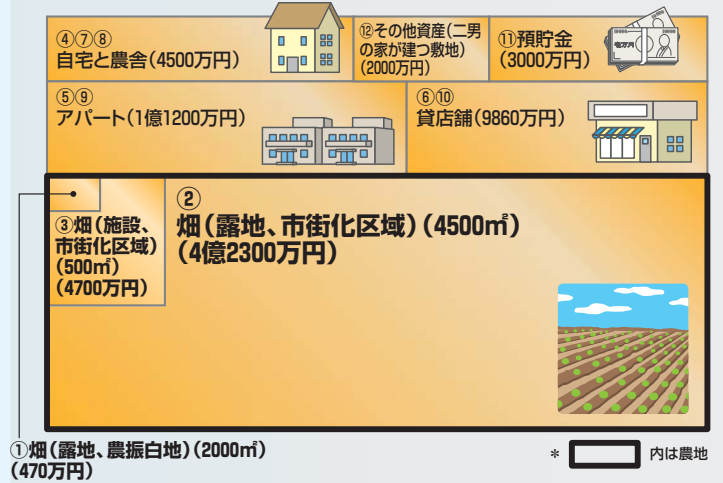 ④⑦⑧
自宅と農舎(4500万円)
⑫その他資産(二男
の家が建つ敷地)
(2000万円)
⑪預貯金
(3000万円)
⑤⑨
アパート(1億1200万円)
⑥⑩
貸店舗(9860万円)
③畑(施設、
市街化区域)
(500㎡)
(4700万円)
②
畑(露地、市街化区域)(4500㎡)
(4億2300万円)
①畑(露地、農振白地)(2000㎡)
(470万円)
* 内は農地